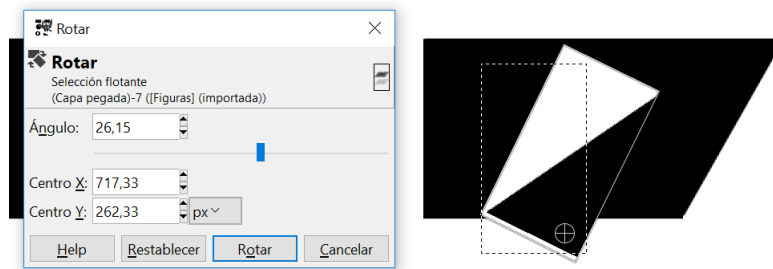 Rotar
Rotar
Selección flotante
(Capa pegada)-7 ([Figuras] (importada))
Ángulo: 26,15
Centro X: 717,33
Centro Y: 262,33 px
Help Restablecer Rotar Cancelar